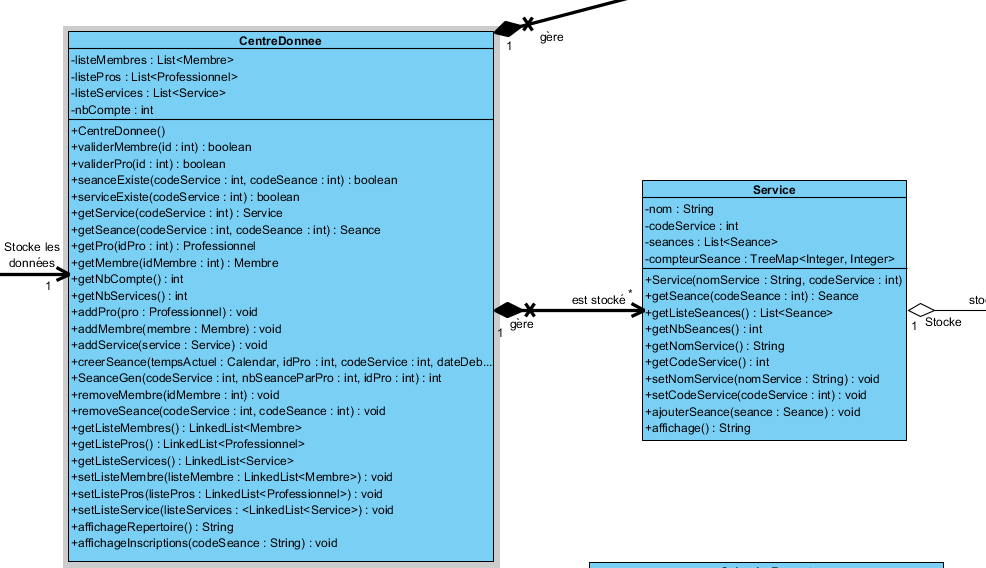 gère
1
CentreDonnee
-listeMembres : List<Membre>
-listePros : List<Professionnel>
-listeServices : List<Service>
-nbCompte : int
+CentreDonnee()
+validerMembre(id : int) : boolean
+validerPro(id : int) : boolean
+seanceExiste(codeService : int, codeSeance : int) : boolean
+serviceExiste(codeService : int) : boolean
+getService(codeService : int) : Service
+getSeance(codeService : int, codeSeance : int) : Seance
+getPro(idPro : int) : Professionnel
+getMembre(idMembre : int) : Membre
+getNbCompte() : int
+getNbServices() : int
+addPro(pro : Professionnel) : void
+addMembre(membre : Membre) : void
+addService(service : Service) : void
+creerSeance(tempsActuel : Calendar, idPro : int, codeService : int, dateDeb...
+SeanceGen(codeService : int, nbSeanceParPro : int, idPro : int) : int
+removeMembre(idMembre : int) : void
+removeSeance(codeService : int, codeSeance : int) : void
+getListeMembres() : LinkedList<Membre>
+getListePros() : LinkedList<Professionnel>
+getListeServices() : LinkedList<Service>
+setListeMembre(listeMembre : LinkedList<Membre>) : void
+setListePros(listePros : LinkedList<Professionnel>) : void
+setListeService(listeServices : <LinkedList<Service>) : void
+affichageRepertoire() : String
+affichageInscriptions(codeSeance : String) : void
Stocke les
données
1
est stocké *
gère
1
Service
-nom : String
-codeService : int
-seances : List<Seance>
-compteurSeance : TreeMap<Integer, Integer>
+Service(nomService : String, codeService : int)
+getSeance(codeSeance : int) : Seance
+getListeSeances() : List<Seance>
+getNbSeances() : int
+getNomService() : String
+getCodeService() : int
+setNomService(nomService : String) : void
+setCodeService(codeService : int) : void
+ajouterSeance(seance : Seance) : void
+affichage() : String
sto
1 Stocke